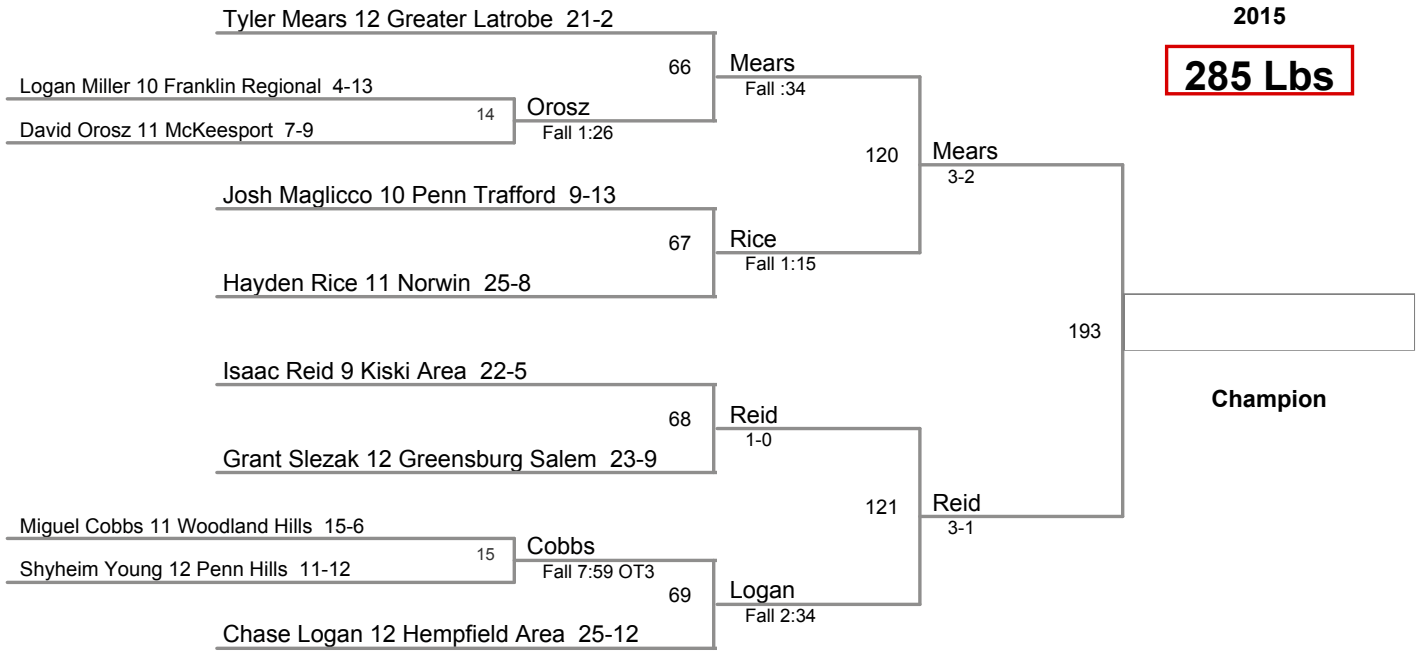 Tyler Mears 12 Greater Latrobe 21-2
2015
285 Lbs
66
Mears
Fall :34
Logan Miller 10 Franklin Regional 4-13
14
Orosz
Fall 1:26
David Orosz 11 McKeesport 7-9
120
Mears
3-2
Josh Maglicco 10 Penn Trafford 9-13
67
Rice
Fall 1:15
Hayden Rice 11 Norwin 25-8
193
Champion
Isaac Reid 9 Kiski Area 22-5
68
Reid
1-0
Grant Slezak 12 Greensburg Salem 23-9
121
Reid
3-1
Miguel Cobbs 11 Woodland Hills 15-6
15
Cobbs
Fall 7:59 OT3
Shyheim Young 12 Penn Hills 11-12
69
Logan
Fall 2:34
Chase Logan 12 Hempfield Area 25-12